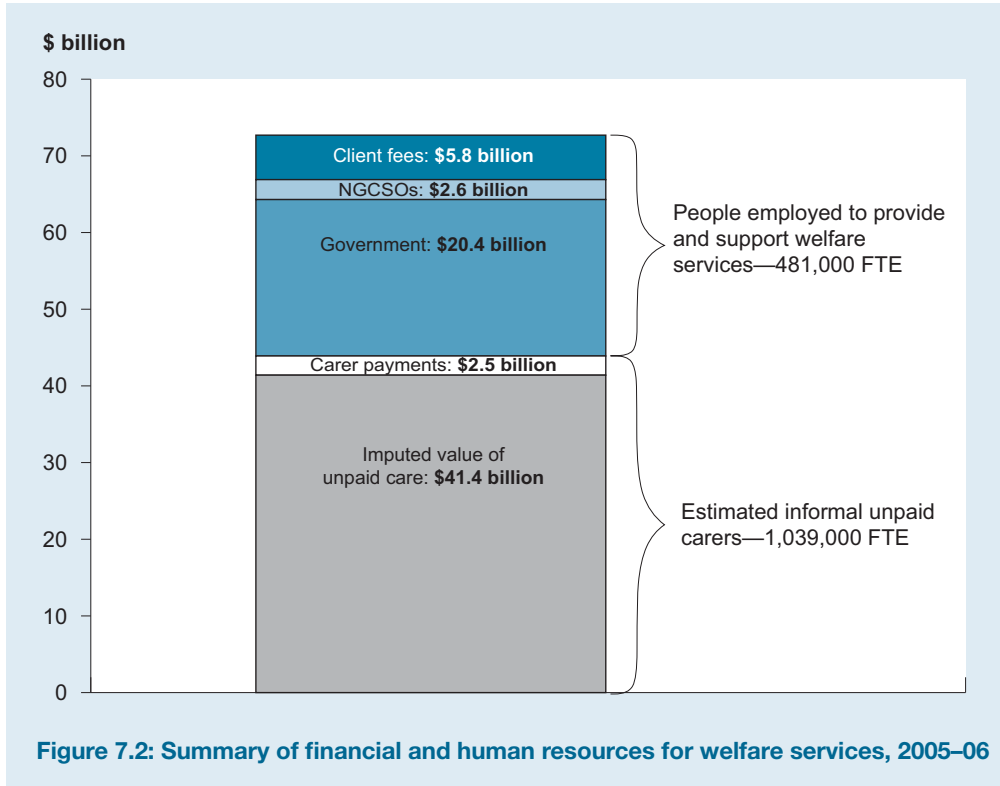 $ billion
80
70
60
50
40
30
20
10
0
Client fees: $5.8 billion
NGCSOs: $2.6 billion
Government: $20.4 billion
Carer payments: $2.5 billion
Imputed value of
unpaid care: $41.4 billion
People employed to provide
and support welfare
services—481,000 FTE
Estimated informal unpaid
carers—1,039,000 FTE
Figure 7.2: Summary of financial and human resources for welfare services, 2005–06